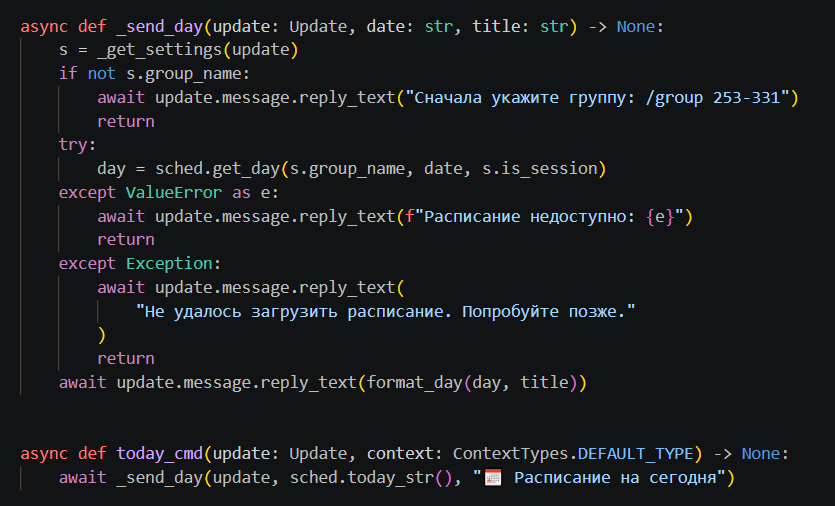 async def _send_day(update: Update, date: str, title: str) -> None:
    s = _get_settings(update)
    if not s.group_name:
        await update.message.reply_text("Сначала укажите группу: /group 253-331")
        return
    try:
        day = sched.get_day(s.group_name, date, s.is_session)
    except ValueError as e:
        await update.message.reply_text(f"Расписание недоступно: {e}")
        return
    except Exception:
        await update.message.reply_text(
            "Не удалось загрузить расписание. Попробуйте позже."
        )
        return
    await update.message.reply_text(format_day(day, title))
async def today_cmd(update: Update, context: ContextTypes.DEFAULT_TYPE) -> None:
    await _send_day(update, sched.today_str(), "📅 Расписание на сегодня")